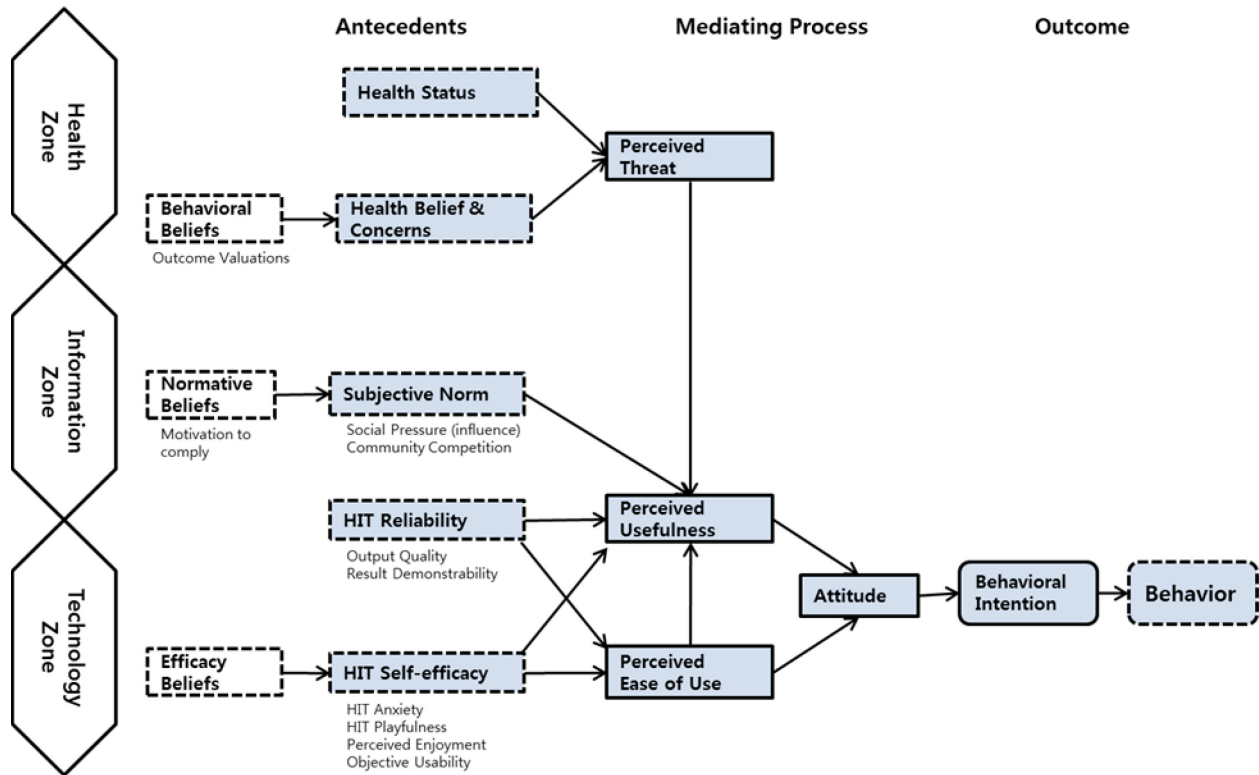 Antecedents
Mediating Process
Outcome
Health
Zone
Health Status
Perceived
Threat
Behavioral
Beliefs
Outcome Valuations
Health Belief &
Concerns
Information
Zone
Normative
Beliefs
Motivation to
comply
Subjective Norm
Social Pressure (influence)
Community Competition
HIT Reliability
Output Quality
Result Demonstrability
Perceived
Usefulness
Technology
Zone
Attitude
Behavioral
Intention
Behavior
Efficacy
Beliefs
HIT Self-efficacy
HIT Anxiety
HIT Playfulness
Perceived Enjoyment
Objective Usability
Perceived
Ease of Use